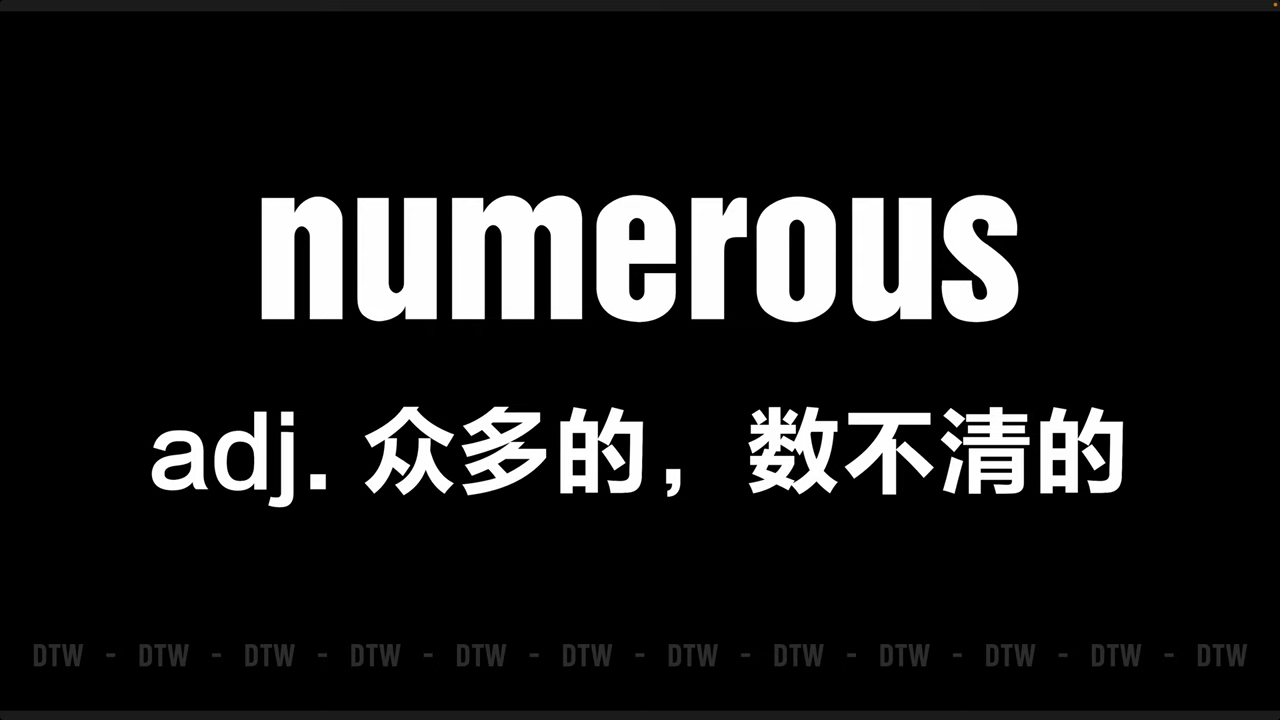 numerous
adj. 众多的，数不清的
DTW - DTW - DTW - DTW - DTW - DTW - DTW - DTW - DTW - DTW - DTW - DTW